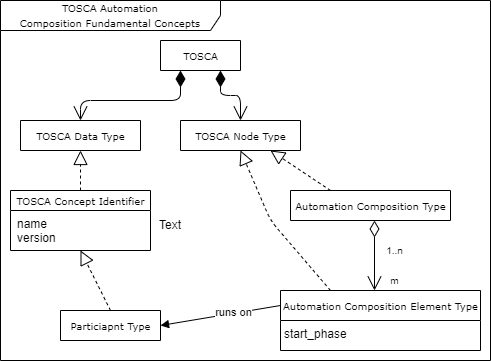 TOSCA Automation
Composition Fundamental Concepts
TOSCA
TOSCA Data Type
TOSCA Node Type
TOSCA Concept Identifier
name
version
Text
Automation Composition Type
1..n
m
Particiapnt Type
runs on
Automation Composition Element Type
start_phase